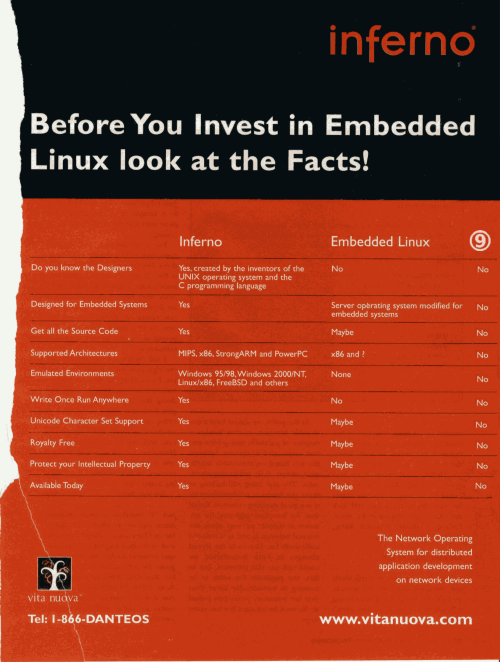 inferno
Before You Invest in Embedded
Linux look at the Facts!
Inferno Embedded Linux 9
Do you know the Designers Yes, created by the inventors of the No No
UNIX operating system and the
C programming language
Designed for Embedded Systems Yes Server operating system modified for No
embedded systems
Get all the Source Code Yes Maybe No
Supported Architectures MIPS, x86, StrongARM and PowerPC x86 and ? No
Emulated Environments Windows 95/98, Windows 2000/NT, None No
Linux/x86, FreeBSD and others
Write Once Run Anywhere Yes No No
Unicode Character Set Support Yes Maybe No
Royalty Free Yes Maybe No
Protect your Intellectual Property Yes Maybe No
Available Today Yes Maybe No
The Network Operating
System for distributed
application development
on network devices
vita nuova
Tel: 1-866-DANTEOS
www.vitanuova.com